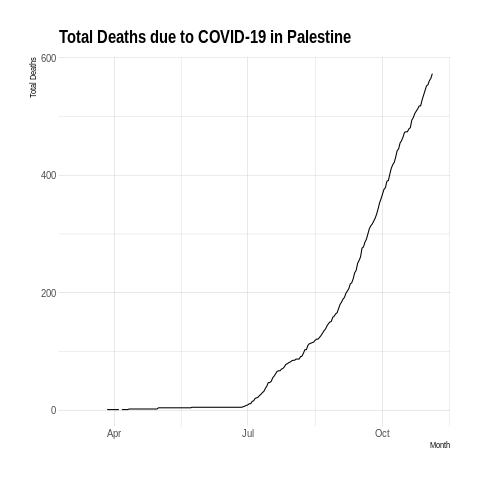 Total Deaths due to COVID-19 in Palestine
Total Deaths
600
400
200
0
Apr
Jul
Oct
Month